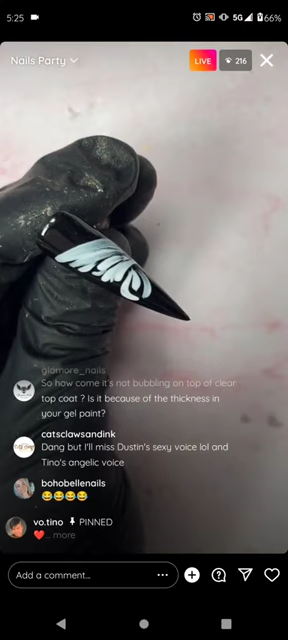 5:25
5G 66%
Nails Party
LIVE
216
glamore_nails
So how come it's not bubbling on top of clear
top coat ? Is it because of the thickness in
your gel paint?
catsclawsandink
Dang but I'll miss Dustin's sexy voice lol and
Tino's angelic voice
bohobellenails
😂😂😂😂
vo.tino PINNED
❤️... more
Add a comment...